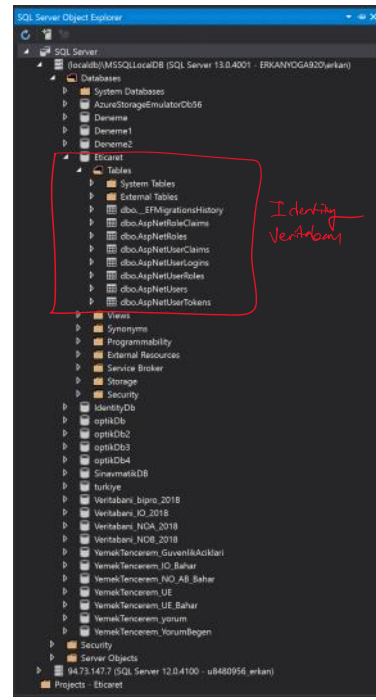 SQL Server Object Explorer
SQL Server
(localdb)\MSSQLLocalDB (SQL Server 13.0.4001 - ERKANYOGA920\erkan)
Databases
System Databases
AzureStorageEmulatorDb56
Deneme
Deneme1
Deneme2
Eticaret
Tables
System Tables
External Tables
dbo.__EFMigrationsHistory
dbo.AspNetRoleClaims
dbo.AspNetRoles
dbo.AspNetUserClaims
dbo.AspNetUserLogins
dbo.AspNetUserRoles
dbo.AspNetUsers
dbo.AspNetUserTokens
Identity
Veritabanı
Views
Synonyms
Programmability
External Resources
Service Broker
Storage
Security
IdentityDb
optikDb
optikDb2
optikDb3
optikDb4
SinavmatikDB
turkiye
Veritabani_bipro_2018
Veritabani_IO_2018
Veritabani_NOA_2018
Veritabani_NOB_2018
YemekTencerem_GuvenlikAciklari
YemekTencerem_IO_Bahar
YemekTencerem_NO_AB_Bahar
YemekTencerem_UE
YemekTencerem_UE_Bahar
YemekTencerem_yorum
YemekTencerem_YorumBegen
Security
Server Objects
94.73.147.7 (SQL Server 12.0.4100 - u8480956_erkan)
Projects - Eticaret